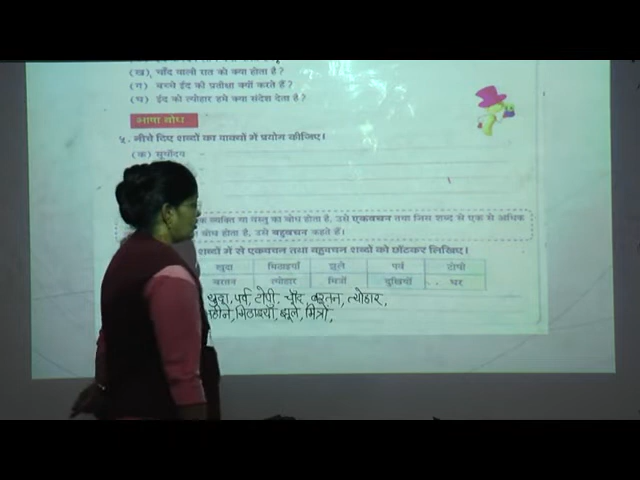 (ख) चाँद वाली रात को क्या होता है?
(ग) बच्चे ईद की प्रतीक्षा क्यों करते हैं?
(घ) ईद का त्योहार हमें क्या संदेश देता है?
भाषा बोध
५. नीचे दिए शब्दों का वाक्यों में प्रयोग कीजिए।
(क) सूर्योदय
व्यक्ति या वस्तु का बोध होता है, उसे एकवचन तथा जिस शब्द से एक से अधिक
बोध होता है, उसे बहुवचन कहते हैं।
शब्दों में से एकवचन तथा बहुवचन शब्दों को छाँटकर लिखिए।
खुदा मिठाइयाँ झूले पर्व टोपी
बरतन त्योहार मित्रों दुखियों घर
खुदा, पर्व, टोपी, चाँद, बरतन, त्योहार,
मिठाइयाँ, झूले, मित्रों,